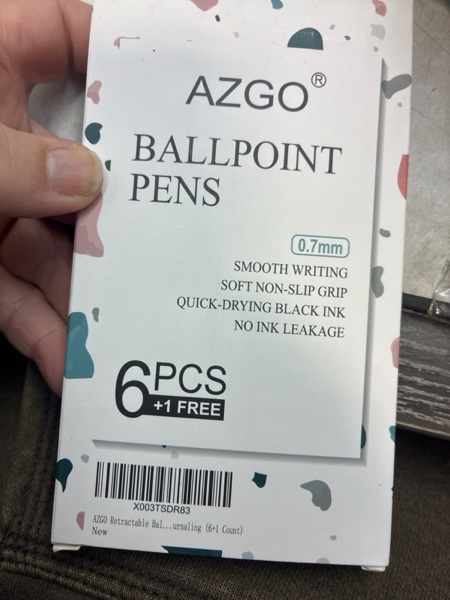 AZGO®
BALLPOINT
PENS
0.7mm
SMOOTH WRITING
SOFT NON-SLIP GRIP
QUICK-DRYING BLACK INK
NO INK LEAKAGE
6PCS
+1 FREE
X003TSDR83
AZGO Retractable Bal...urnaling (6+1 Count)
New